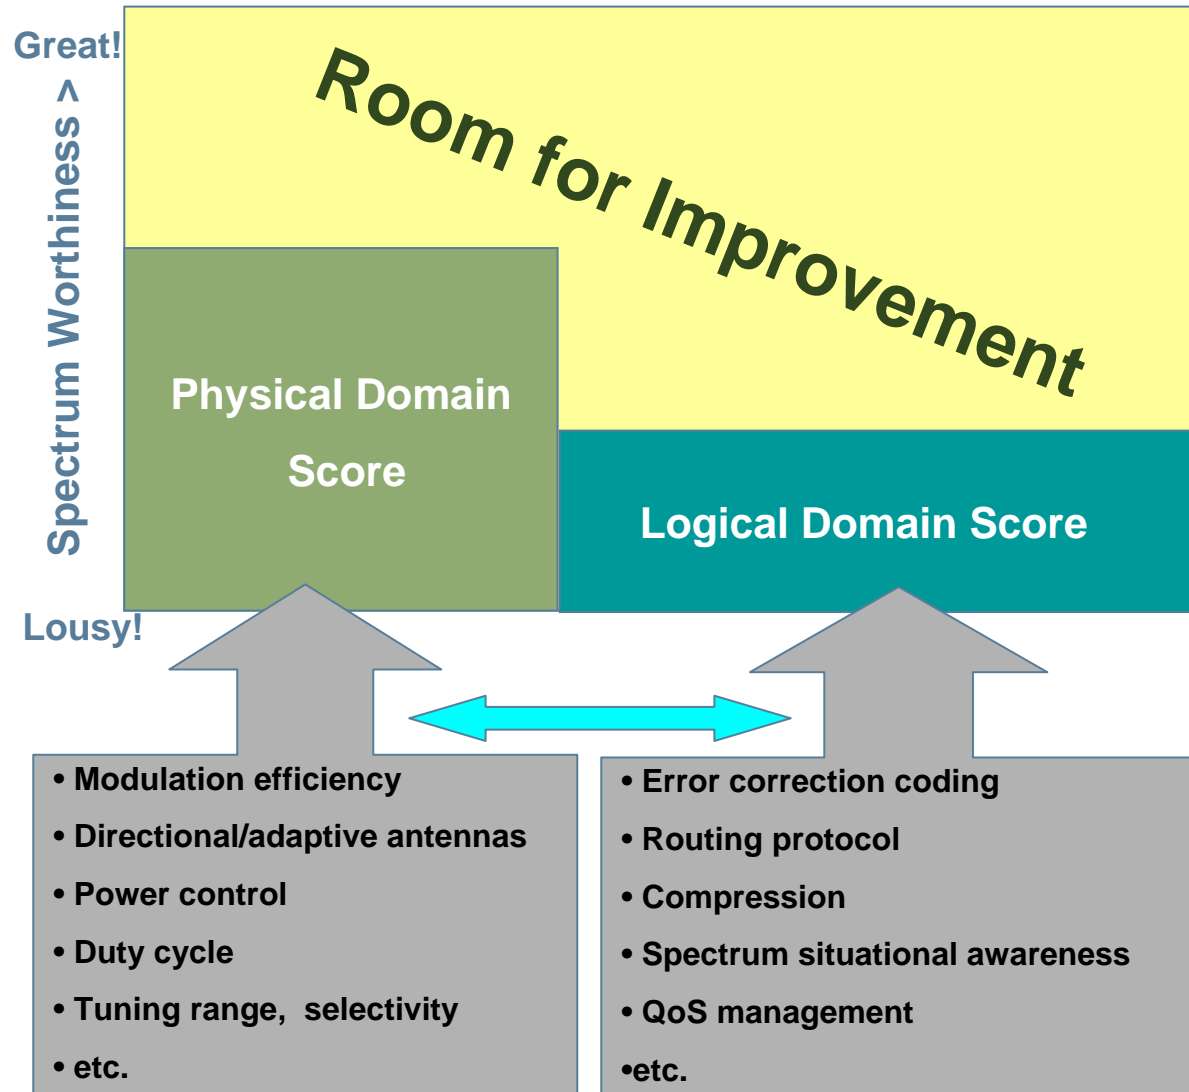 Great!
Spectrum Worthiness >
Lousy!
Room for Improvement
Physical Domain
Score
Logical Domain Score
• Modulation efficiency
• Directional/adaptive antennas
• Power control
• Duty cycle
• Tuning range,  selectivity
• etc.
• Error correction coding
• Routing protocol
• Compression
• Spectrum situational awareness
• QoS management
•etc.